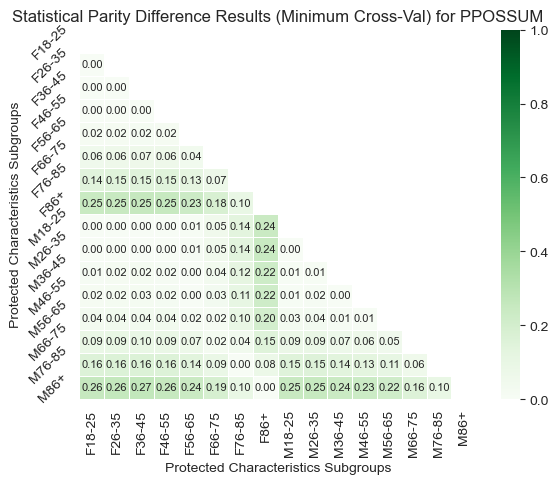 Statistical Parity Difference Results (Minimum Cross-Val) for PPOSSUM
Protected Characteristics Subgroups
F18-25
F26-35 0.00
F36-45 0.00 0.00
F46-55 0.00 0.00 0.00
F56-65 0.02 0.02 0.02 0.02
F66-75 0.06 0.06 0.07 0.06 0.04
F76-85 0.14 0.15 0.15 0.15 0.13 0.07
F86+ 0.25 0.25 0.25 0.25 0.23 0.18 0.10
M18-25 0.00 0.00 0.00 0.00 0.01 0.05 0.14 0.24
M26-35 0.00 0.00 0.00 0.00 0.01 0.05 0.14 0.24 0.00
M36-45 0.01 0.02 0.02 0.02 0.00 0.04 0.12 0.22 0.01 0.01
M46-55 0.02 0.02 0.03 0.02 0.00 0.03 0.11 0.22 0.01 0.02 0.00
M56-65 0.04 0.04 0.04 0.04 0.02 0.02 0.10 0.20 0.03 0.04 0.01 0.01
M66-75 0.09 0.09 0.10 0.09 0.07 0.02 0.04 0.15 0.09 0.09 0.07 0.06 0.05
M76-85 0.16 0.16 0.16 0.16 0.14 0.09 0.00 0.08 0.15 0.15 0.14 0.13 0.11 0.06
M86+ 0.26 0.26 0.27 0.26 0.24 0.19 0.10 0.00 0.25 0.25 0.24 0.23 0.22 0.16 0.10
F18-25 F26-35 F36-45 F46-55 F56-65 F66-75 F76-85 F86+ M18-25 M26-35 M36-45 M46-55 M56-65 M66-75 M76-85 M86+
Protected Characteristics Subgroups
1.0
0.8
0.6
0.4
0.2
0.0